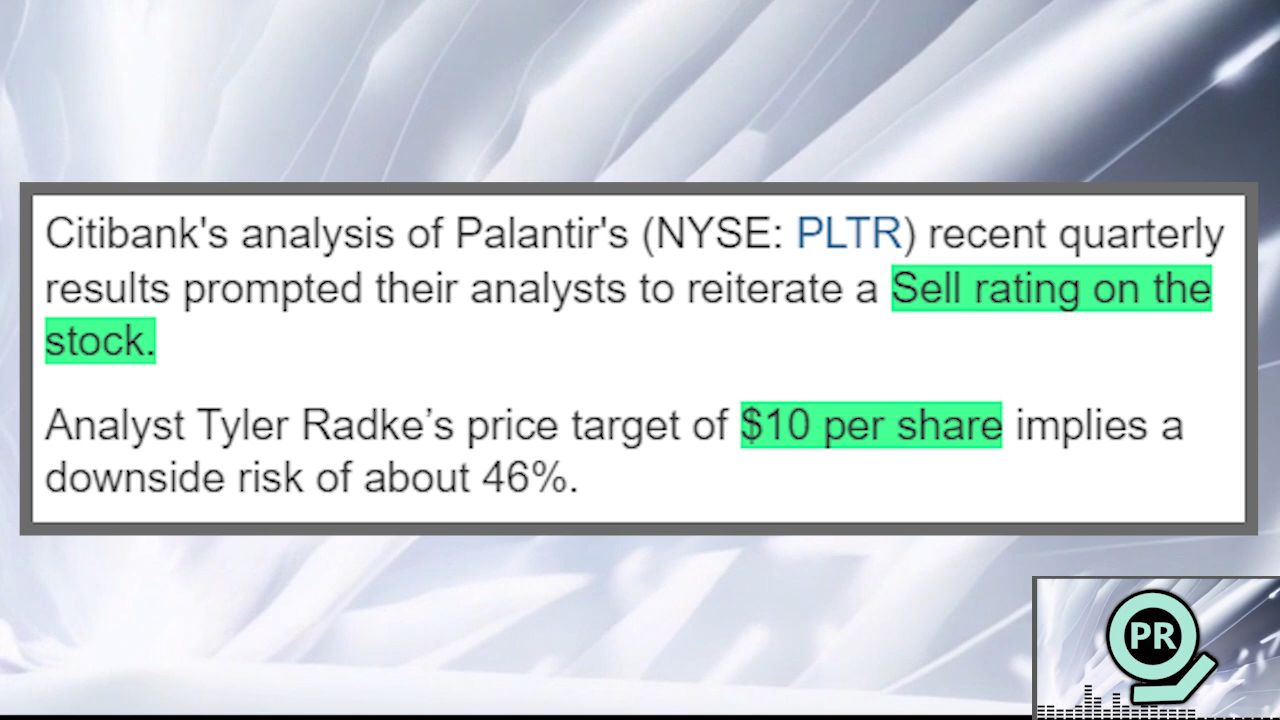 Citibank's analysis of Palantir's (NYSE: PLTR) recent quarterly
results prompted their analysts to reiterate a Sell rating on the
stock.
Analyst Tyler Radke’s price target of $10 per share implies a
downside risk of about 46%.
PR